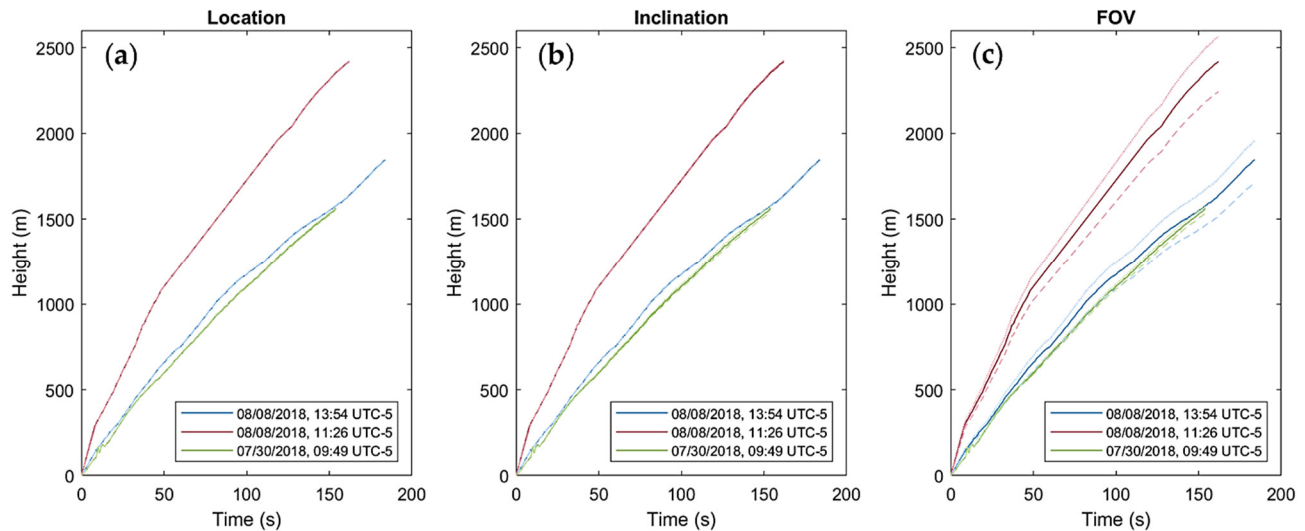 Location
(a)
2500
2000
1500
1000
500
0
Height (m)
0 50 100 150 200
Time (s)
08/08/2018, 13:54 UTC-5
08/08/2018, 11:26 UTC-5
07/30/2018, 09:49 UTC-5
Inclination
(b)
2500
2000
1500
1000
500
0
Height (m)
0 50 100 150 200
Time (s)
08/08/2018, 13:54 UTC-5
08/08/2018, 11:26 UTC-5
07/30/2018, 09:49 UTC-5
FOV
(c)
2500
2000
1500
1000
500
0
Height (m)
0 50 100 150 200
Time (s)
08/08/2018, 13:54 UTC-5
08/08/2018, 11:26 UTC-5
07/30/2018, 09:49 UTC-5